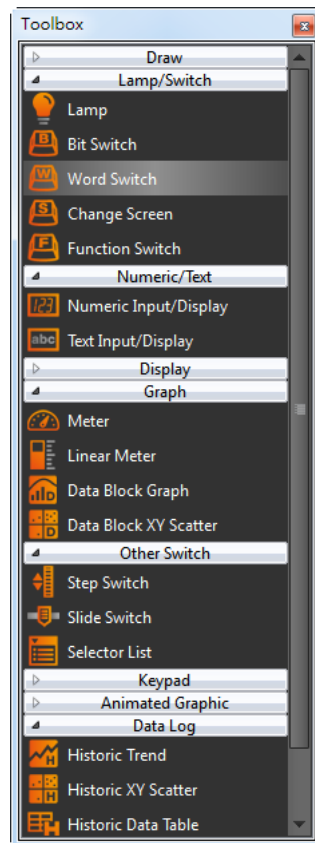 Toolbox
Draw
Lamp/Switch
Lamp
B
Bit Switch
W
Word Switch
S
Change Screen
F
Function Switch
Numeric/Text
123
Numeric Input/Display
abc
Text Input/Display
Display
Graph
Meter
Linear Meter
D
Data Block Graph
D
Data Block XY Scatter
Other Switch
Step Switch
Slide Switch
Selector List
Keypad
Animated Graphic
Data Log
H
Historic Trend
H
Historic XY Scatter
H
Historic Data Table